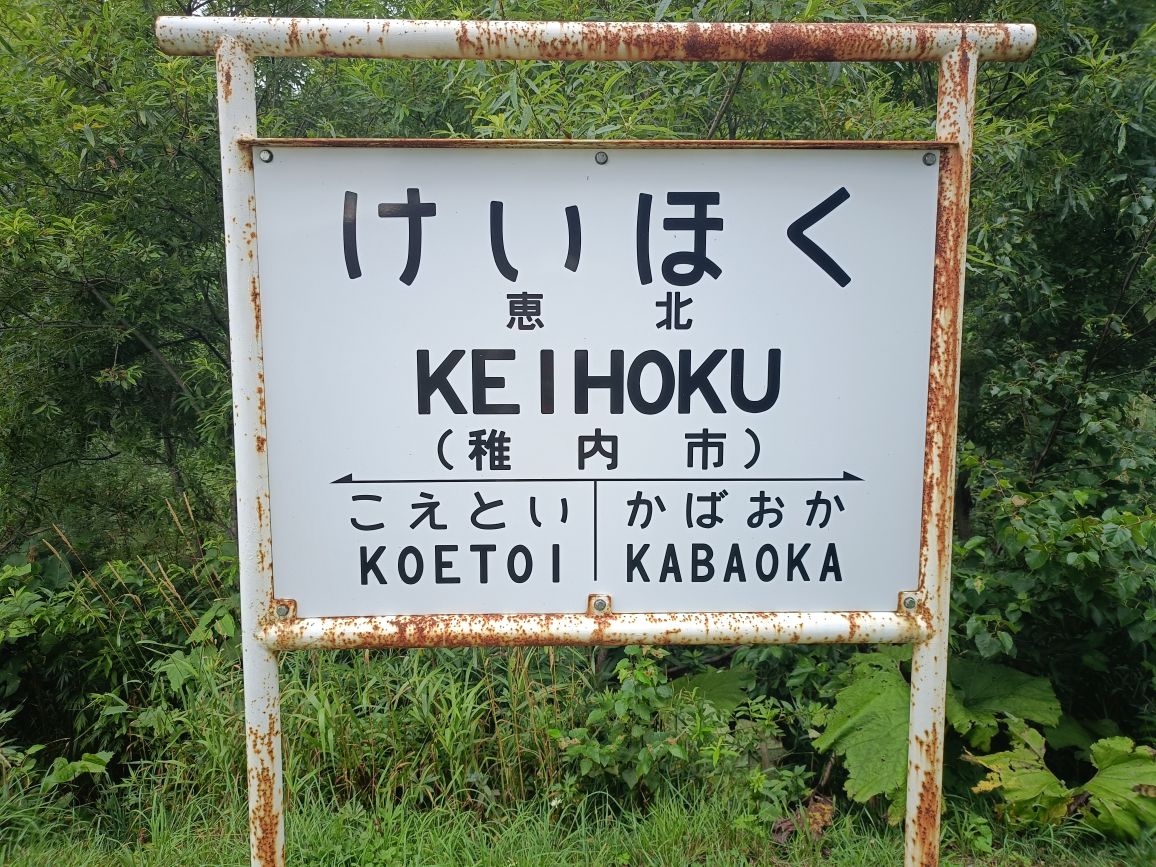 けいほく
恵北
KEIHOKU
（稚内市）
こえとい かばおか
KOETOI KABAOKA